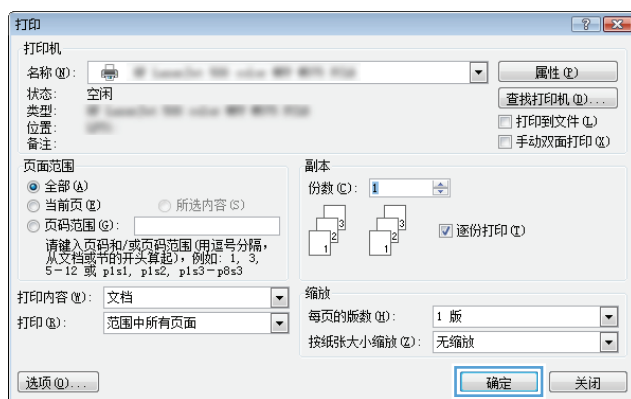 打印
打印机
名称(N):
属性(P)
状态: 空闲
查找打印机(D)...
类型:
位置:
打印到文件(L)
备注:
手动双面打印(X)
页面范围
全部(A)
当前页(E) 所选内容(S)
页码范围(G):
请键入页码和/或页码范围(用逗号分隔,
从文档或节的开头算起),例如: 1, 3,
5-12 或 p1s1, p1s2, p1s3-p8s3
副本
份数(C): 1
1 2 3 1 2 3
逐份打印(T)
打印内容(W): 文档
打印(R): 范围中所有页面
缩放
每页的版数(H): 1 版
按纸张大小缩放(Z): 无缩放
选项(O)... 确定 关闭